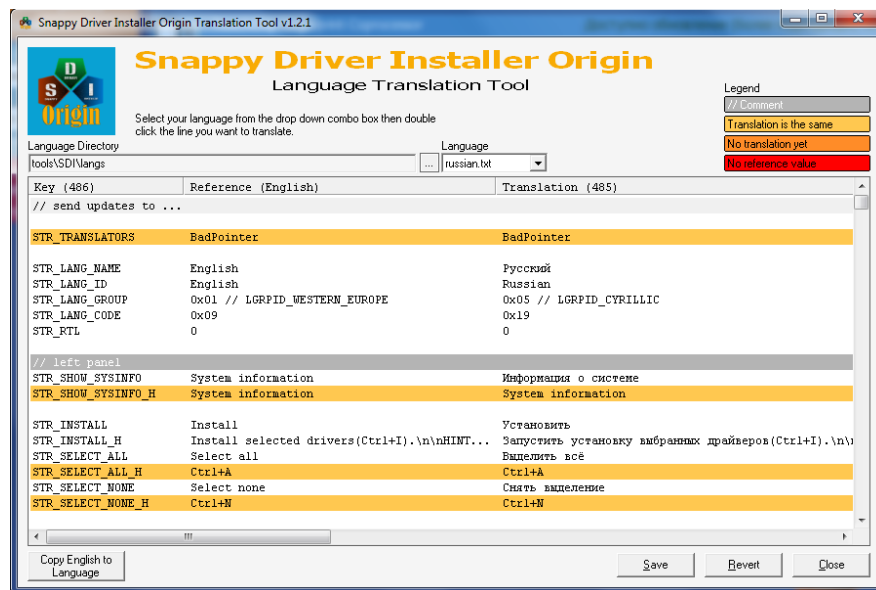 Snappy Driver Installer Origin Translation Tool v1.2.1
D
S I
Origin
Snappy Driver Installer Origin
Language Translation Tool
Select your language from the drop down combo box then double
click the line you want to translate.
Legend
// Comment
Translation is the same
No translation yet
No reference value
Language Directory
Language
tools\SDI\langs
...
russian.txt
Key (486) Reference (English) Translation (485)
// send updates to ...
STR_TRANSLATORS BadPointer BadPointer
STR_LANG_NAME English Русский
STR_LANG_ID English Russian
STR_LANG_GROUP 0x01 // LGRPID_WESTERN_EUROPE 0x05 // LGRPID_CYRILLIC
STR_LANG_CODE 0x09 0x19
STR_RTL 0 0
// left panel
STR_SHOW_SYSINFO System information Информация о системе
STR_SHOW_SYSINFO_H System information System information
STR_INSTALL Install Установить
STR_INSTALL_H Install selected drivers(Ctrl+I).\n\nHINT... Запустить установку выбранных драйверов(Ctrl+I).\n\
STR_SELECT_ALL Select all Выделить всё
STR_SELECT_ALL_H Ctrl+A Ctrl+A
STR_SELECT_NONE Select none Снять выделение
STR_SELECT_NONE_H Ctrl+N Ctrl+N
Copy English to
Language
Save Revert Close